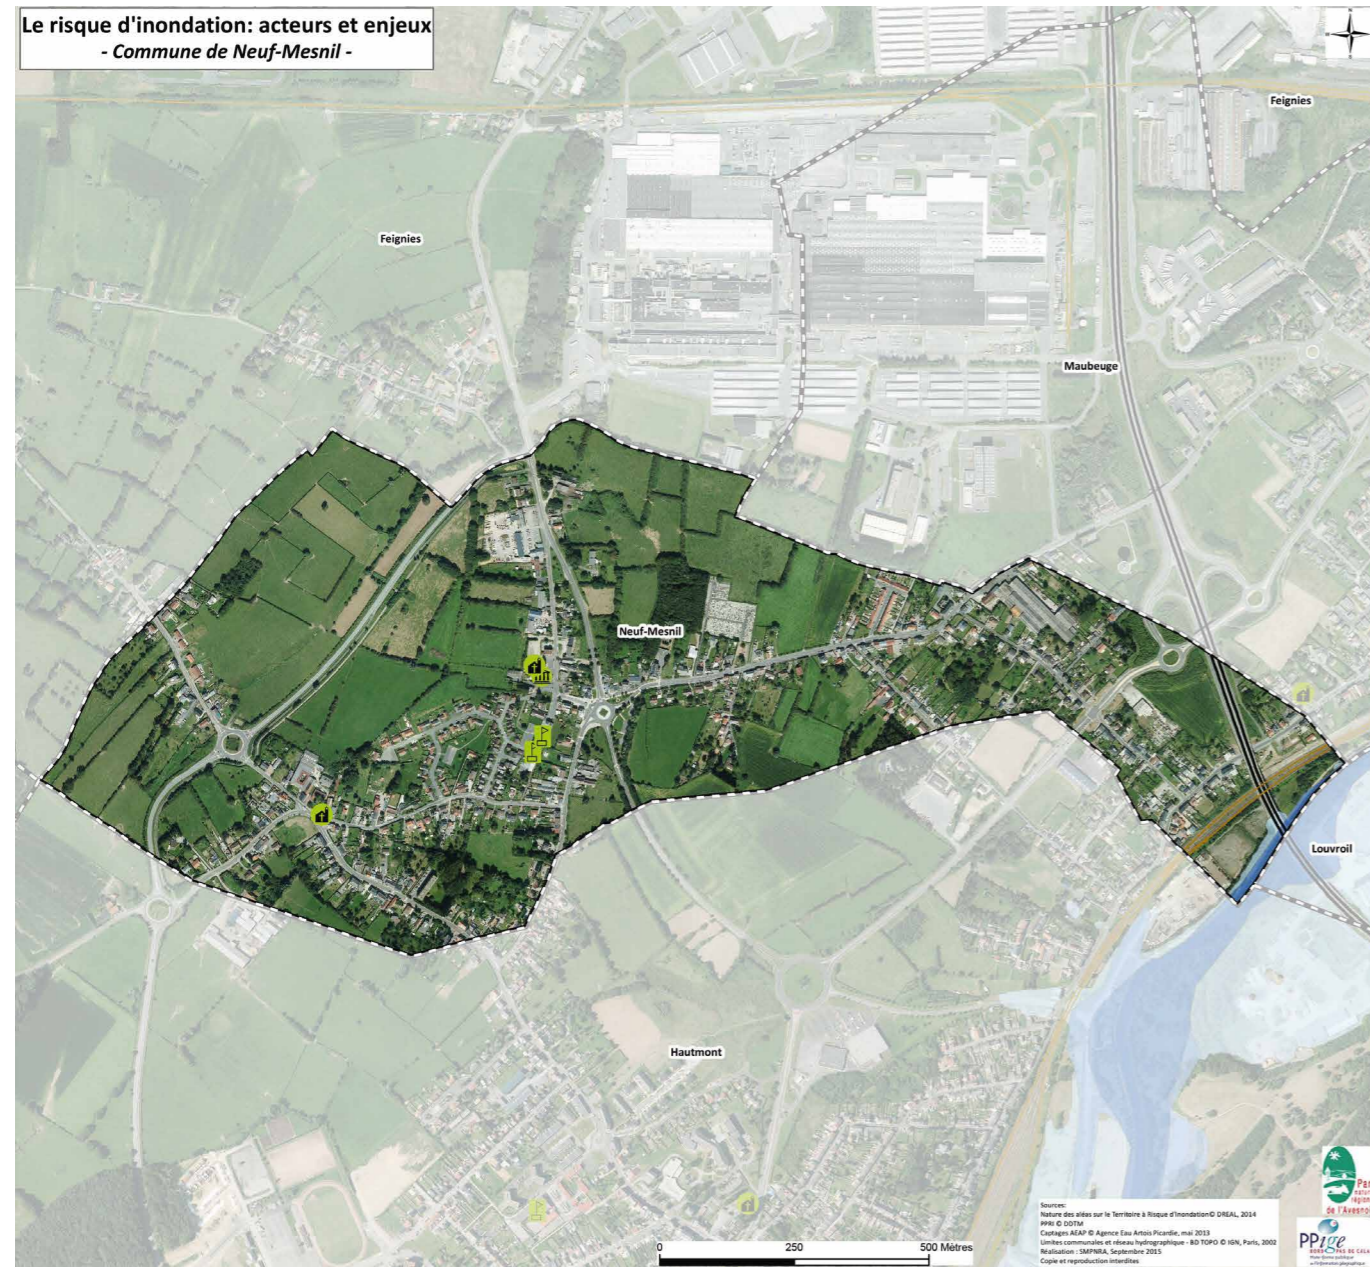 Le risque d'inondation: acteurs et enjeux
- Commune de Neuf-Mesnil -
Feignies
Feignies
Maubeuge
Neuf-Mesnil
Louvroil
Hautmont
0 250 500 Mètres
Sources:
Nature des aléas sur le Territoire à Risque d'Inondation © DREAL, 2014
PPRI © DDTM
Captages AEAP © Agence Eau Artois Picardie, mai 2013
Limites communales et réseau hydrographique - BD TOPO © IGN, Paris, 2002
Réalisation : SMPNRA, Septembre 2015
Copie et reproduction interdites
de l'Avesnois
PPige